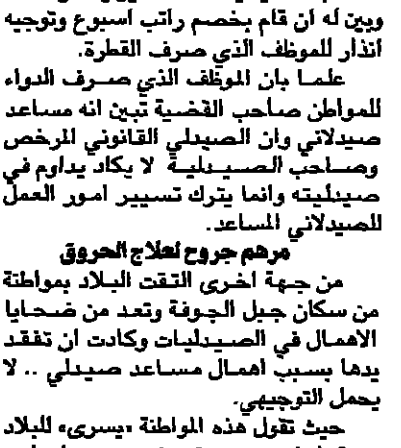 وبين له ان قام بخصم راتب اسبوع وتوجيه
انذار للموظف الذي صرف القطرة.
علما بان الموظف الذي صرف الدواء
للمواطن صاحب القضية تبين انه مساعد
صيدلاني وان الصيدلي القانوني المرخص
وصاحب الصيدلية لا يكاد يداوم في
صيدليته وانما يترك تسيير امور العمل
للصيدلاني المساعد.
مرهم جروح لعلاج الحروق
من جهة اخرى التقت البلاد بمواطنة
من سكان جبل الجوفة وتعد من ضحايا
الاهمال في الصيدليات وكادت ان تفقد
يدها بسبب اهمال مساعد صيدلي .. لا
يحمل التوجيهي.
حيث تقول هذه المواطنة «يسرى» للبلاد